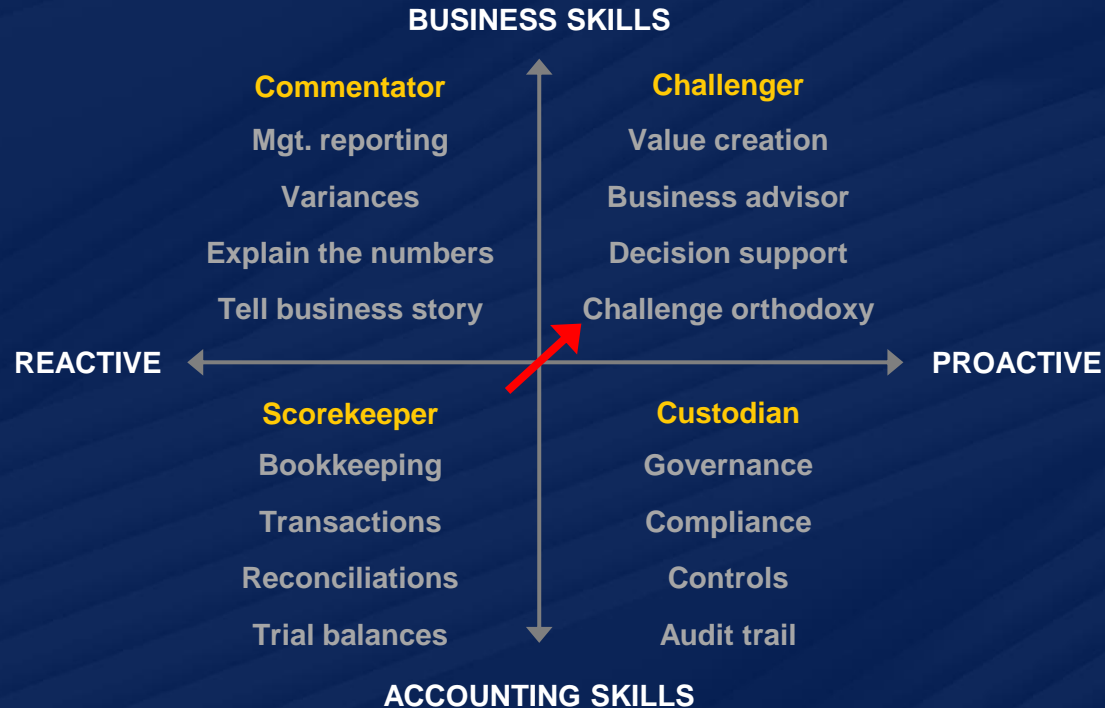 BUSINESS SKILLS
Commentator
Mgt. reporting
Variances
Explain the numbers
Tell business story
Challenger
Value creation
Business advisor
Decision support
Challenge orthodoxy
REACTIVE
PROACTIVE
Scorekeeper
Bookkeeping
Transactions
Reconciliations
Trial balances
Custodian
Governance
Compliance
Controls
Audit trail
ACCOUNTING SKILLS